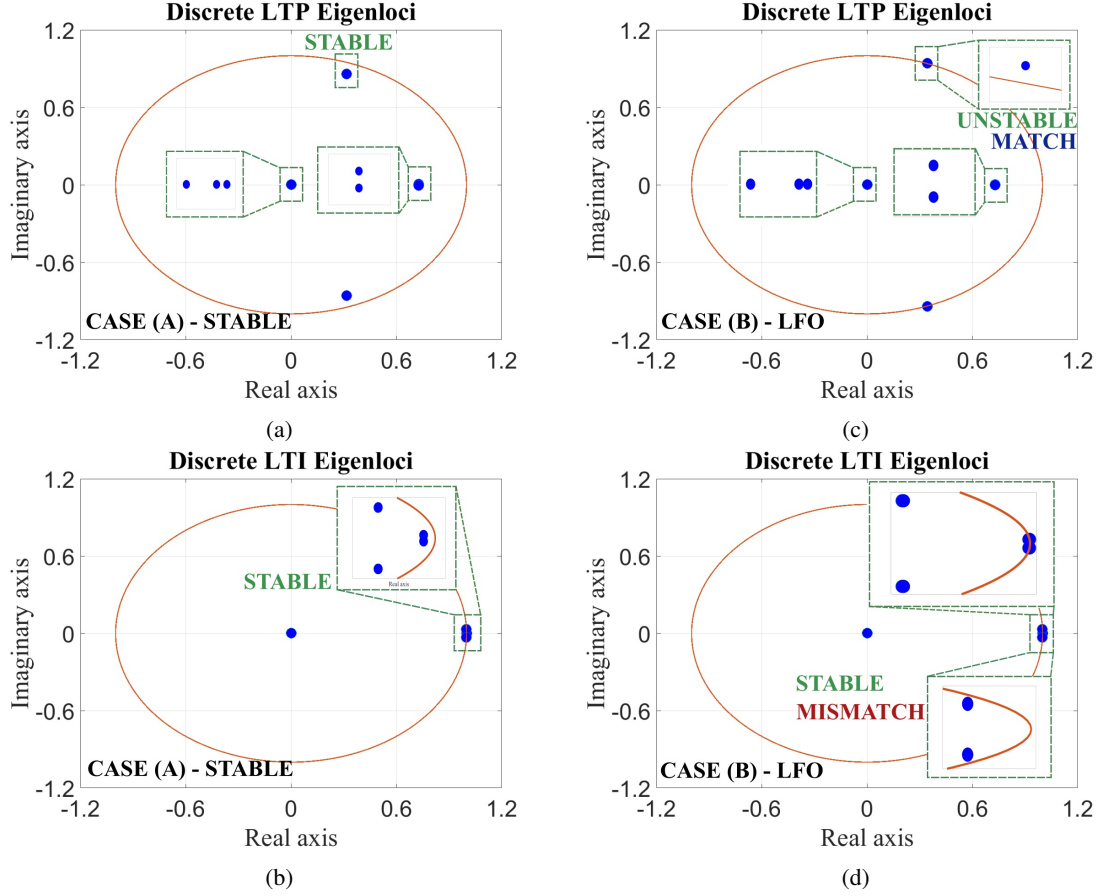 Discrete LTP Eigenloci
STABLE
1.2
0.6
0
-0.6
-1.2
Imaginary axis
CASE (A) - STABLE
-1.2
-0.6
0
0.6
1.2
Real axis
(a)
Discrete LTP Eigenloci
1.2
0.6
0
-0.6
-1.2
Imaginary axis
UNSTABLE
MATCH
CASE (B) - LFO
-1.2
-0.6
0
0.6
1.2
Real axis
(c)
Discrete LTI Eigenloci
1.2
0.6
0
-0.6
-1.2
Imaginary axis
Real axis
STABLE
CASE (A) - STABLE
-1.2
-0.6
0
0.6
1.2
Real axis
(b)
Discrete LTI Eigenloci
1.2
0.6
0
-0.6
-1.2
Imaginary axis
STABLE
MISMATCH
CASE (B) - LFO
-1.2
-0.6
0
0.6
1.2
Real axis
(d)